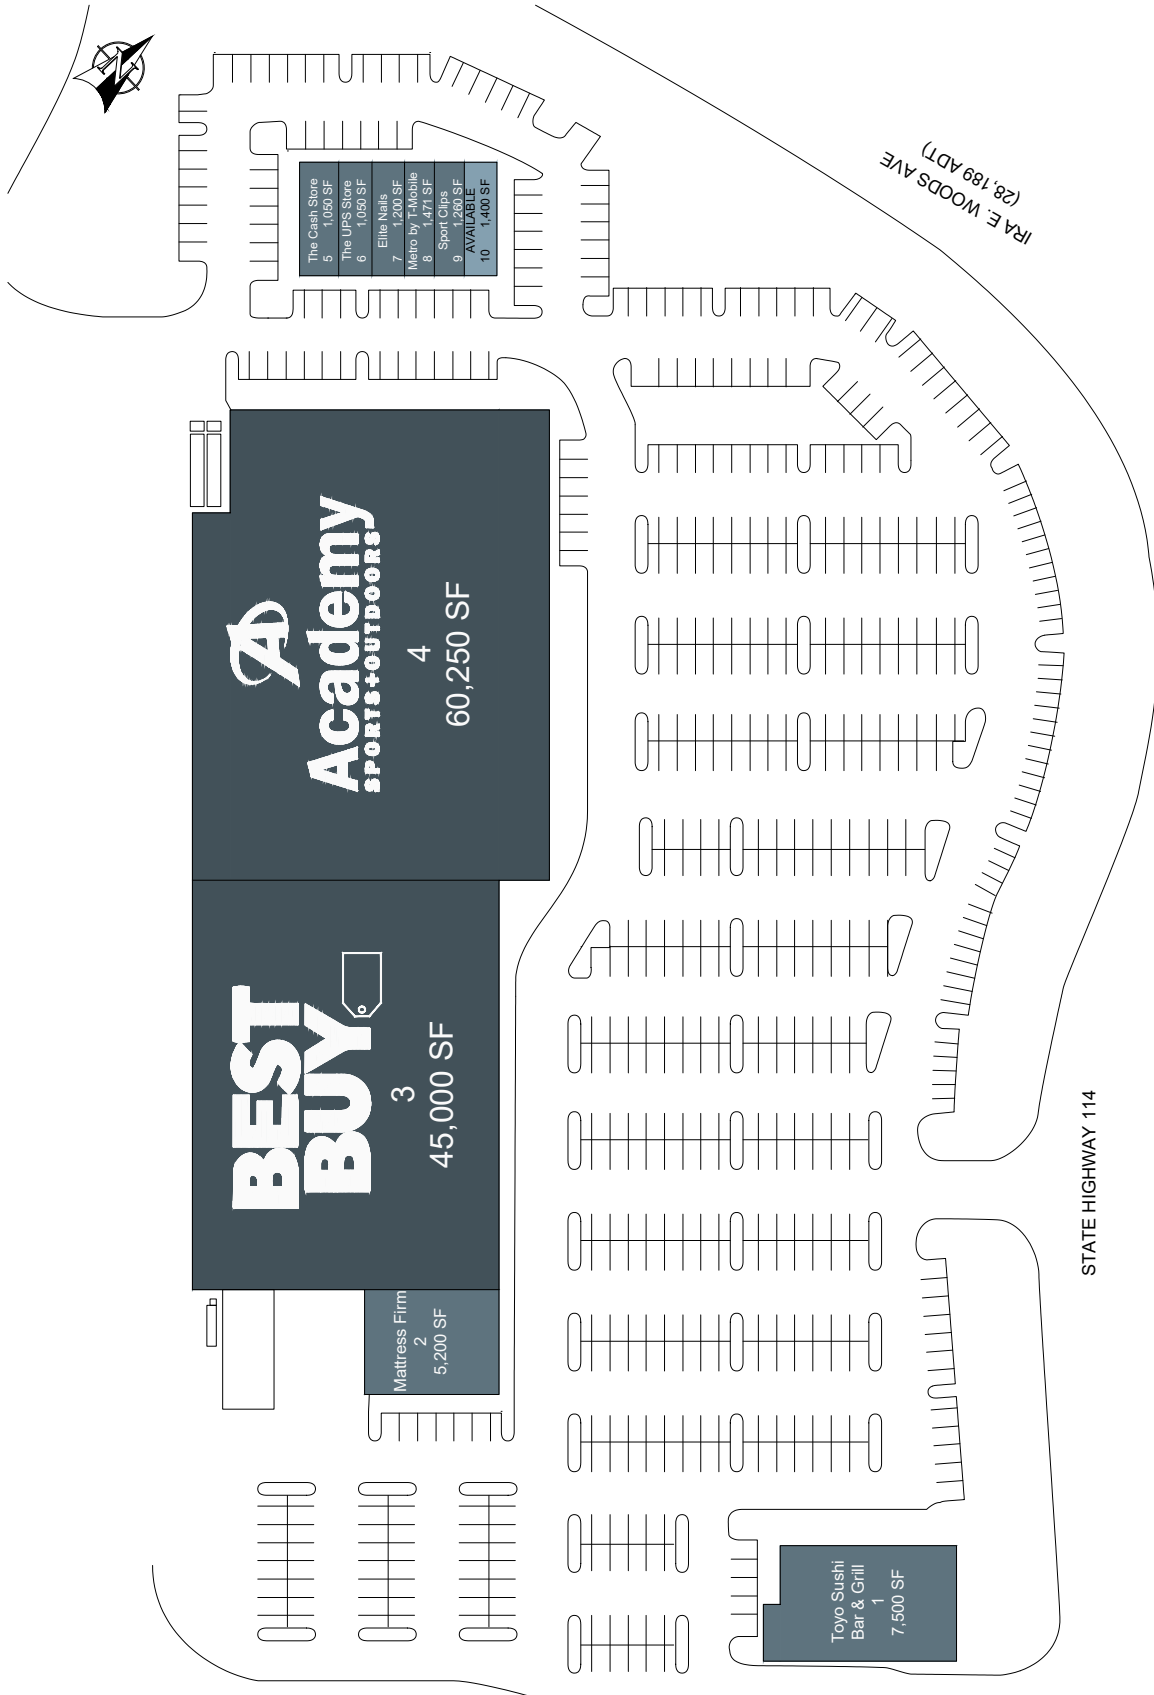 N
IRA E. WOODS AVE
(28,189 ADT)
The Cash Store
5 1,050 SF
The UPS Store
6 1,050 SF
Elite Nails
7 1,200 SF
Metro by T-Mobile
8 1,471 SF
Sport Clips
9 1,260 SF
AVAILABLE
10 1,400 SF
A
Academy
SPORTS+OUTDOORS
4
60,250 SF
BEST
BUY
3
45,000 SF
Mattress Firm
2
5,200 SF
STATE HIGHWAY 114
Toyo Sushi
Bar & Grill
1
7,500 SF